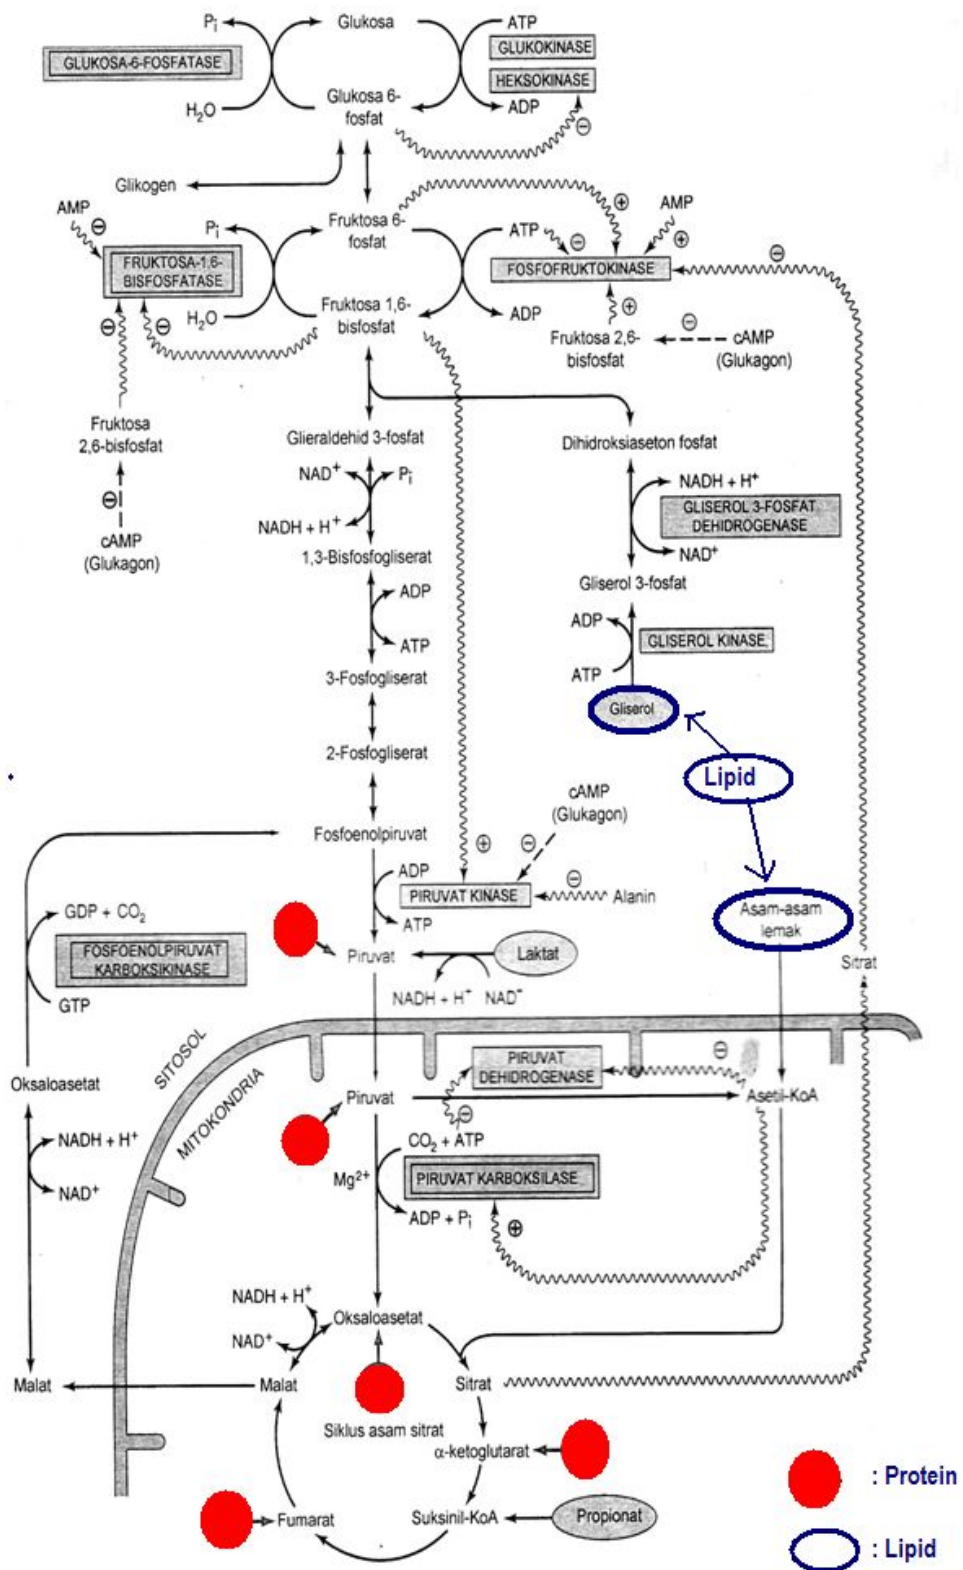 Pi
Glukosa
ATP
GLUKOSA-6-FOSFATASE
GLUKOKINASE
HEKSOKINASE
H2O
Glukosa 6-
fosfat
ADP
⊖
Glikogen
AMP
⊖
Pi
Fruktosa 6-
fosfat
ATP
⊖
⊕
AMP
⊕
⊖
FRUKTOSA-1,6-
BISFOSFATASE
FOSFOFRUKTOKINASE
H2O
Fruktosa 1,6-
bisfosfat
ADP
⊕
⊖
⊖
Fruktosa 2,6-
bisfosfat
⊖
cAMP
(Glukagon)
Fruktosa
2,6-bisfosfat
Glieraldehid 3-fosfat
Dihidroksiaseton fosfat
⊖
cAMP
(Glukagon)
NAD+
Pi
NADH + H+
NADH + H+
GLISEROL 3-FOSFAT
DEHIDROGENASE
NAD+
1,3-Bisfosfogliserat
Gliserol 3-fosfat
ADP
ATP
ADP
GLISEROL KINASE
ATP
3-Fosfogliserat
Gliserol
2-Fosfogliserat
Lipid
cAMP
(Glukagon)
Fosfoenolpiruvat
⊕
⊖
ADP
PIRUVAT KINASE
⊖
Alanin
ATP
Asam-asam
lemak
GDP + CO2
FOSFOENOLPIRUVAT
KARBOKSIKINASE
GTP
Piruvat
Laktat
Sitrat
NADH + H+
NAD+
SITOSOL
MITOKONDRIA
PIRUVAT
DEHIDROGENASE
⊖
Oksaloasetat
Piruvat
⊖
Asetil-KoA
NADH + H+
NAD+
CO2 + ATP
Mg2+
PIRUVAT KARBOKSILASE
ADP + Pi
⊕
NADH + H+
NAD+
Oksaloasetat
Malat
Malat
Sitrat
Siklus asam sitrat
α-ketoglutarat
Fumarat
Suksinil-KoA
Propionat
: Protein
: Lipid